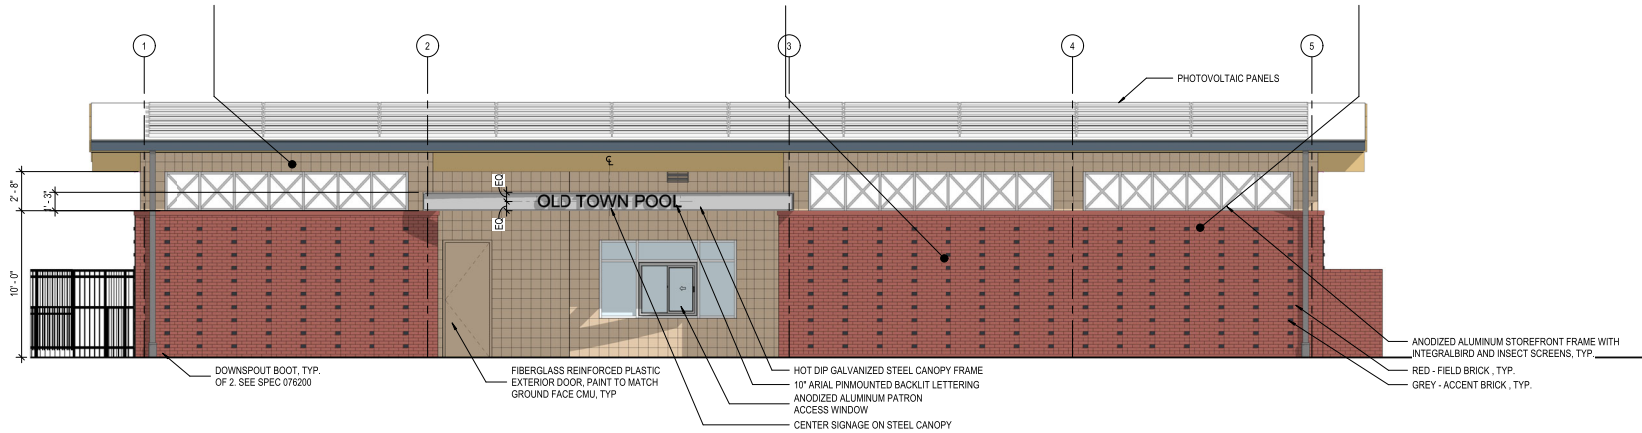 1
2
3
4
5
PHOTOVOLTAIC PANELS
℄
2' - 8"
1' - 3"
EQ
EQ
OLD TOWN POOL
10' - 0"
DOWNSPOUT BOOT, TYP.
OF 2. SEE SPEC 076200
FIBERGLASS REINFORCED PLASTIC
EXTERIOR DOOR, PAINT TO MATCH
GROUND FACE CMU, TYP
HOT DIP GALVANIZED STEEL CANOPY FRAME
10" ARIAL PINMOUNTED BACKLIT LETTERING
ANODIZED ALUMINUM PATRON
ACCESS WINDOW
CENTER SIGNAGE ON STEEL CANOPY
ANODIZED ALUMINUM STOREFRONT FRAME WITH
INTEGRALBIRD AND INSECT SCREENS, TYP.
RED - FIELD BRICK , TYP.
GREY - ACCENT BRICK , TYP.